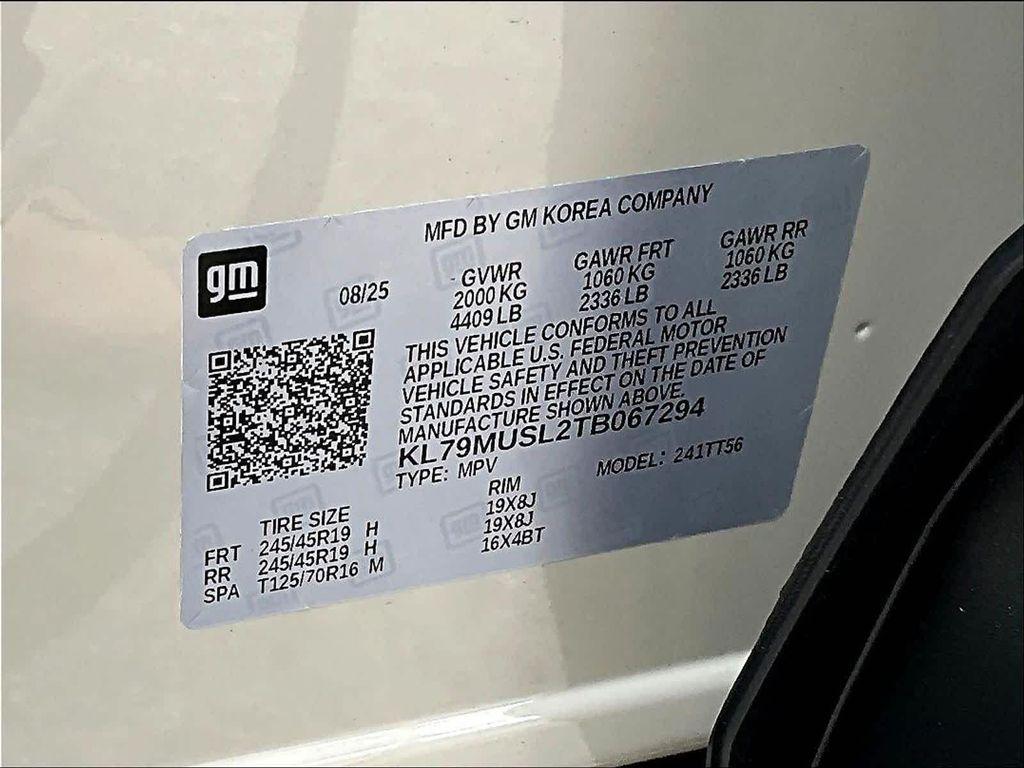 gm
MFD BY GM KOREA COMPANY
08/25
GVWR GAWR FRT GAWR RR
2000 KG 1060 KG 1060 KG
4409 LB 2336 LB 2336 LB
THIS VEHICLE CONFORMS TO ALL
APPLICABLE U.S. FEDERAL MOTOR
VEHICLE SAFETY AND THEFT PREVENTION
STANDARDS IN EFFECT ON THE DATE OF
MANUFACTURE SHOWN ABOVE.
KL79MUSL2TB067294
TYPE: MPV MODEL: 241TT56
TIRE SIZE RIM
FRT 245/45R19 H 19X8J
RR 245/45R19 H 19X8J
SPA T125/70R16 M 16X4BT